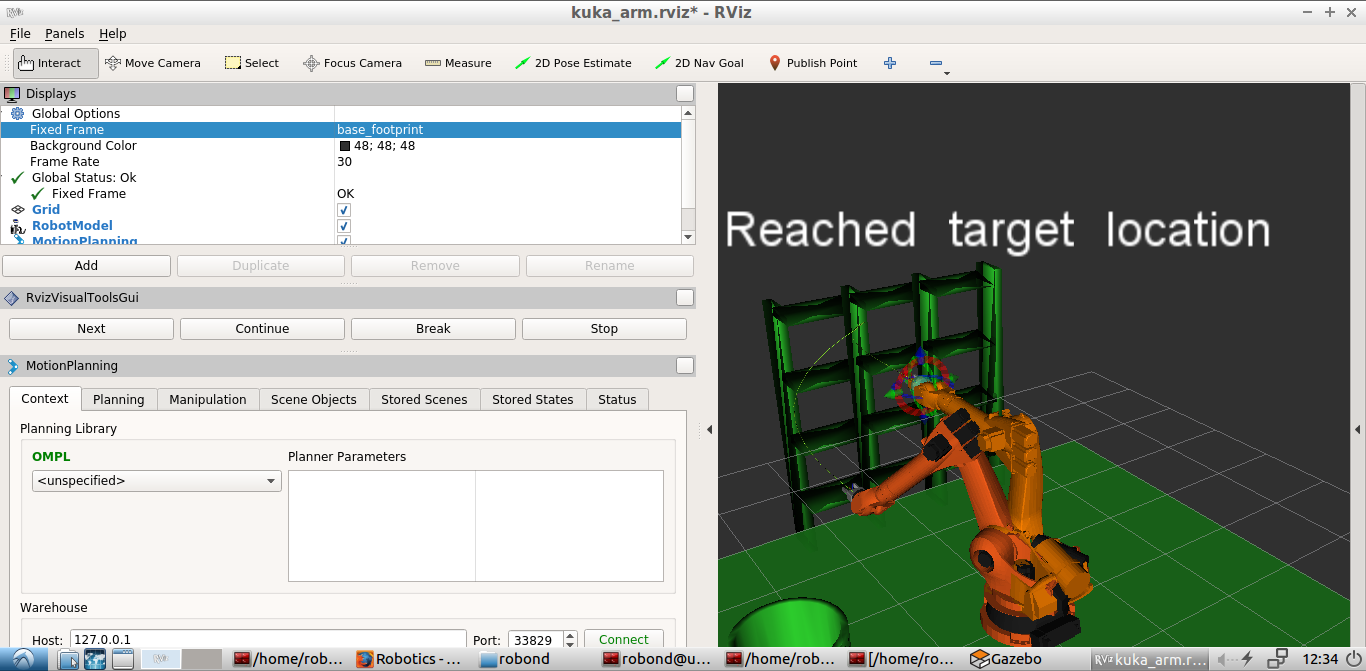 kuka_arm.rviz* - RViz
File Panels Help
Interact Move Camera Select Focus Camera Measure 2D Pose Estimate 2D Nav Goal Publish Point
Displays
Global Options
Fixed Frame base_footprint
Background Color 48; 48; 48
Frame Rate 30
Global Status: Ok
Fixed Frame OK
Grid
RobotModel
MotionPlanning
Add Duplicate Remove Rename
RvizVisualToolsGui
Next Continue Break Stop
MotionPlanning
Context Planning Manipulation Scene Objects Stored Scenes Stored States Status
Planning Library
OMPL Planner Parameters
<unspecified>
Warehouse
Host: 127.0.0.1 Port: 33829 Connect
Reached target location
/home/rob... Robotics - ... robond robond@u... /home/rob... [/home/ro... Gazebo RViz kuka_arm.r... 12:34